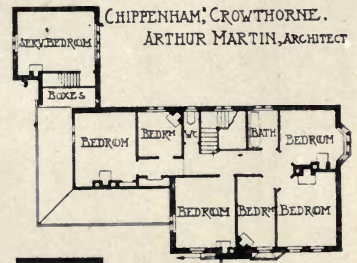 "CHIPPENHAM," CROWTHORNE.
ARTHUR MARTIN, ARCHITECT
SERV. BEDROOM
BOXES
BEDROOM
BEDRM
WC
BATH
BEDROOM
BEDROOM
BEDRM
BEDROOM